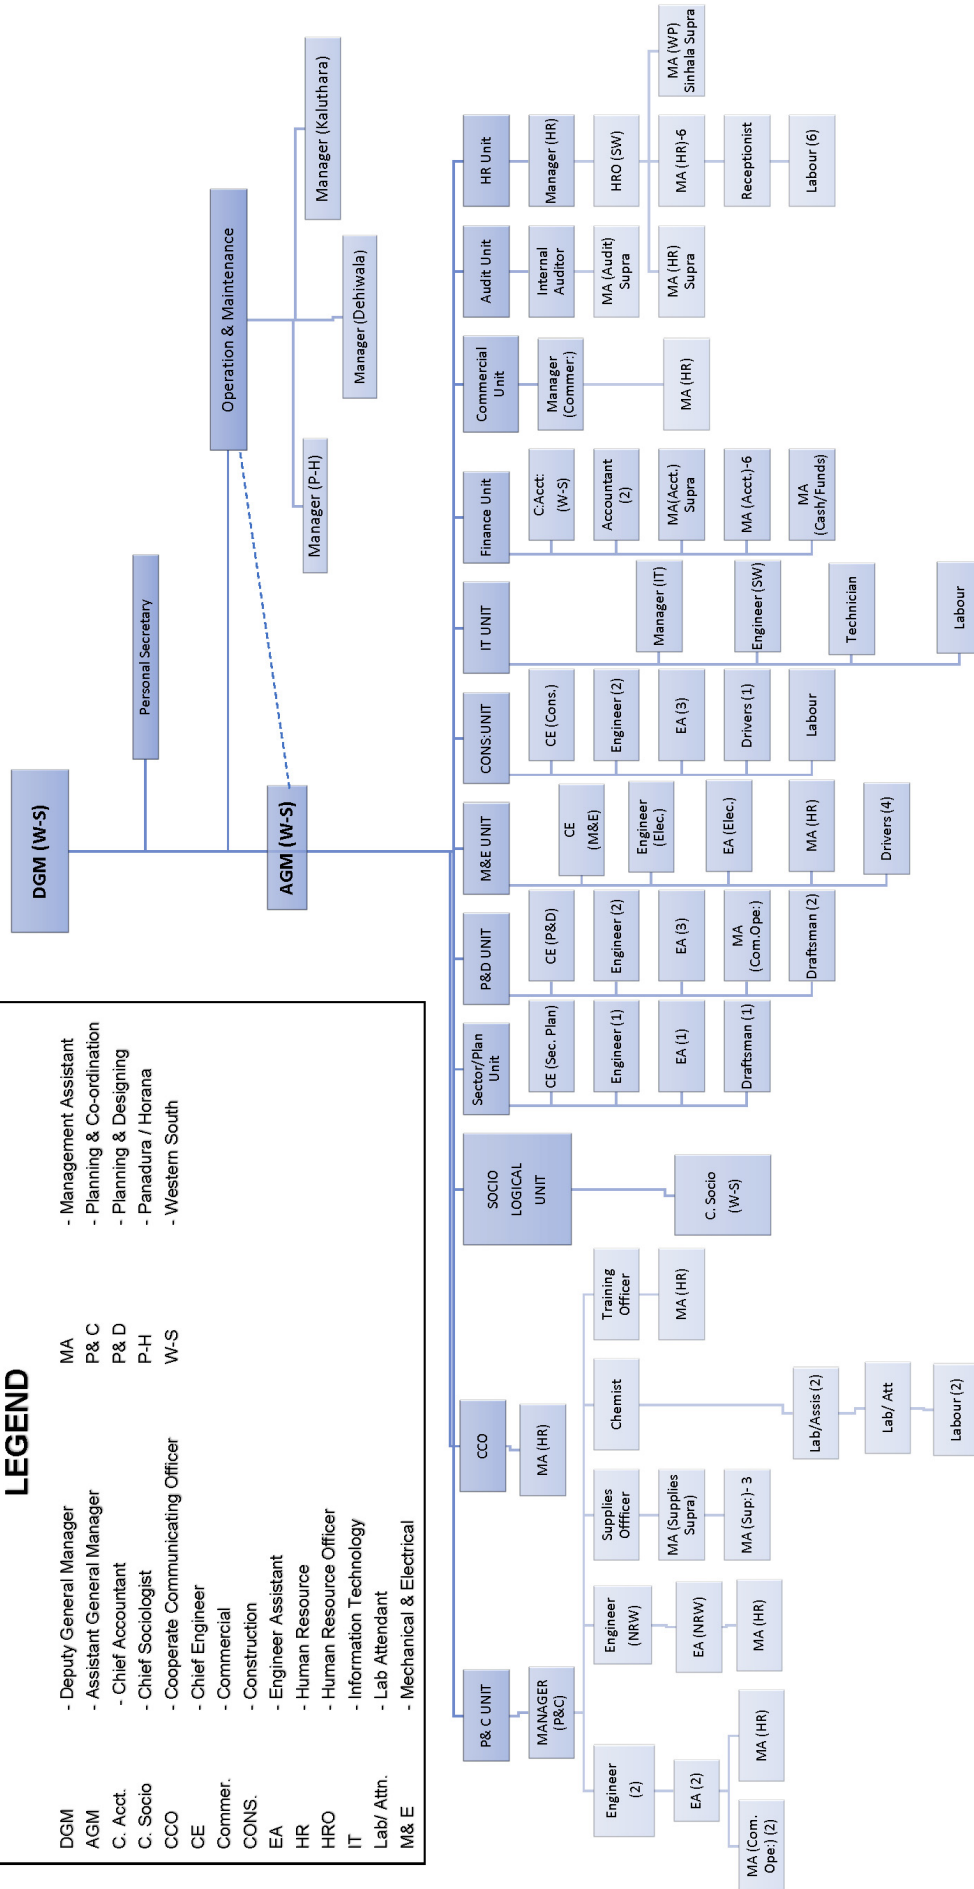 LEGEND
DGM - Deputy General Manager
AGM - Assistant General Manager
C. Acct. - Chief Accountant
C. Socio - Chief Sociologist
CCO - Cooperate Communicating Officer
CE - Chief Engineer
Commer. - Commercial
CONS. - Construction
EA - Engineer Assistant
HR - Human Resource
HRO - Human Resource Officer
IT - Information Technology
Lab/ Attn. - Lab Attendant
M& E - Mechanical & Electrical
MA - Management Assistant
P& C - Planning & Co-ordination
P& D - Planning & Designing
P-H - Panadura / Horana
W-S - Western South
DGM (W-S)
Personal Secretary
Operation & Maintenance
Manager (P-H)
Manager (Dehiwala)
Manager (Kaluthara)
AGM (W-S)
P& C UNIT
MANAGER
(P&C)
Engineer
(2)
EA (2)
MA (Com.
Ope:) (2)
MA (HR)
Engineer
(NRW)
EA (NRW)
MA (HR)
Supplies
Offficer
MA (Supplies
Supra)
MA (Sup:)- 3
Chemist
Lab/Assis (2)
Lab/ Att
Labour (2)
Training
Officer
MA (HR)
CCO
MA (HR)
SOCIO
LOGICAL
UNIT
C. Socio
(W-S)
Sector/Plan
Unit
CE (Sec. Plan)
Engineer (1)
EA (1)
Draftsman (1)
P&D UNIT
CE (P&D)
Engineer (2)
EA (3)
MA
(Com.Ope:)
Draftsman (2)
M&E UNIT
CE
(M&E)
Engineer
(Elec.)
EA (Elec.)
MA (HR)
Drivers (4)
CONS:UNIT
CE (Cons.)
Engineer (2)
EA (3)
Drivers (1)
Labour
IT UNIT
Manager (IT)
Engineer (SW)
Technician
Labour
Finance Unit
C:Acct:
(W-S)
Accountant
(2)
MA(Acct.)
Supra
MA (Acct.)-6
MA
(Cash/Funds)
Commercial
Unit
Manager
(Commer:)
MA (HR)
Audit Unit
Internal
Auditor
MA (Audit)
Supra
HR Unit
Manager (HR)
HRO (SW)
MA (HR)
Supra
MA (HR)-6
MA (WP)
Sinhala Supra
Receptionist
Labour (6)